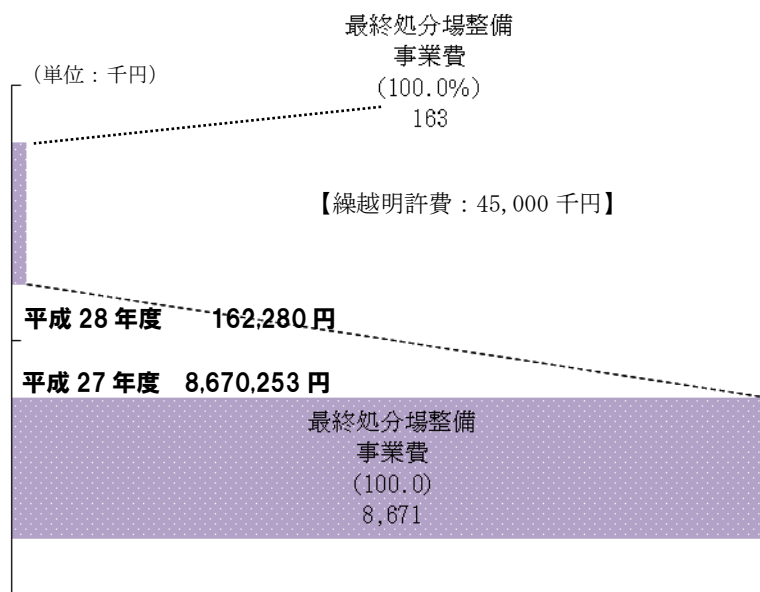 最終処分場整備
事業費
(100.0%)
163
（単位：千円）
【繰越明許費：45,000 千円】
平成 28 年度 162,280 円
平成 27 年度 8,670,253 円
最終処分場整備
事業費
(100.0)
8,671